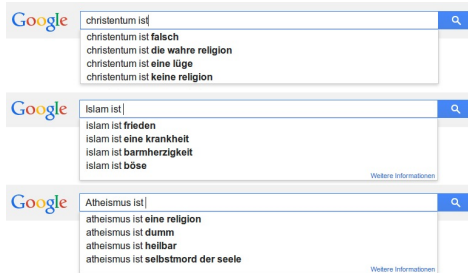 Google christentum ist
christentum ist falsch
christentum ist die wahre religion
christentum ist eine lüge
christentum ist keine religion
Google Islam ist
islam ist frieden
islam ist eine krankheit
islam ist barmherzigkeit
islam ist böse
Weitere Informationen
Google Atheismus ist
atheismus ist eine religion
atheismus ist dumm
atheismus ist heilbar
atheismus ist selbstmord der seele
Weitere Informationen